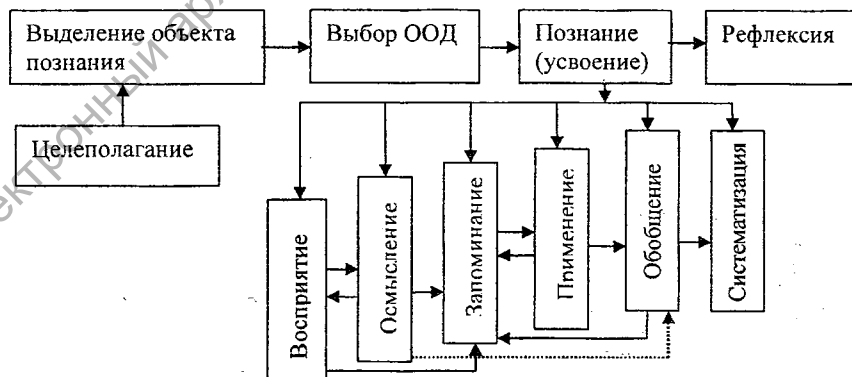 Выделение объекта
познания
Выбор ООД
Познание
(усвоение)
Рефлексия
Целеполагание
Восприятие
Осмысление
Запоминание
Применение
Обобщение
Систематизация